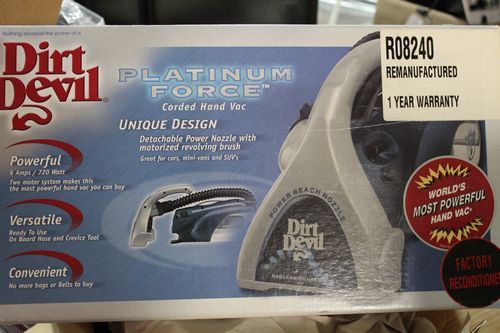 Nothing escapes the power of a
Dirt
Devil®
PLATINUM
FORCE™
Corded Hand Vac
UNIQUE DESIGN
Detachable Power Nozzle with
motorized revolving brush
Great for cars, mini-vans and SUV's
Powerful
6 Amps / 720 Watt
Two motor system makes this
the most powerful hand vac you can buy
Versatile
Ready To Use
On Board Hose and Crevice Tool
Convenient
No more bags or Belts to buy
POWER REACH NOZZLE
Dirt
Devil
R08240
REMANUFACTURED
1 YEAR WARRANTY
WORLD'S
MOST POWERFUL
HAND VAC
FACTORY
RECONDITIONED